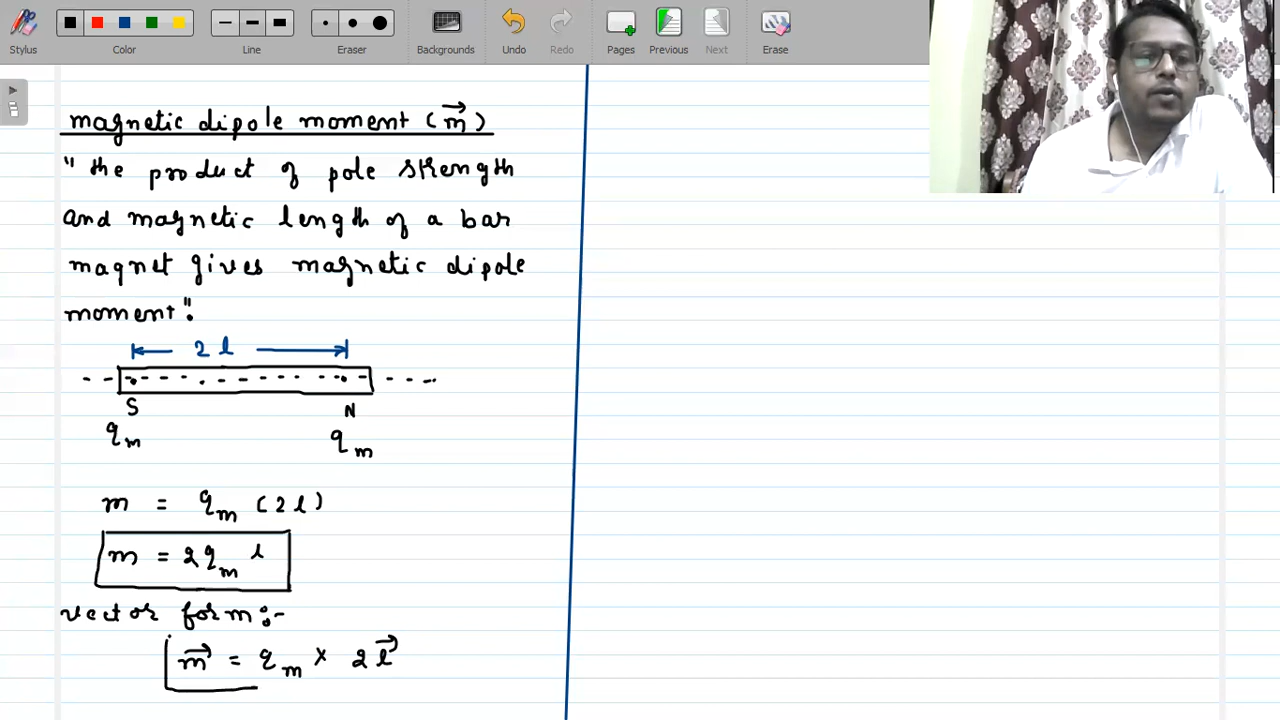 Stylus
Color
Line
Eraser
Backgrounds
Undo
Redo
Pages
Previous
Next
Erase
magnetic dipole moment (m⃗)
"the product of pole strength
and magnetic length of a bar
magnet gives magnetic dipole
moment".
2l
S N
qm qm
m = qm (2l)
m = 2qm l
vector form:-
m⃗ = qm × 2l⃗